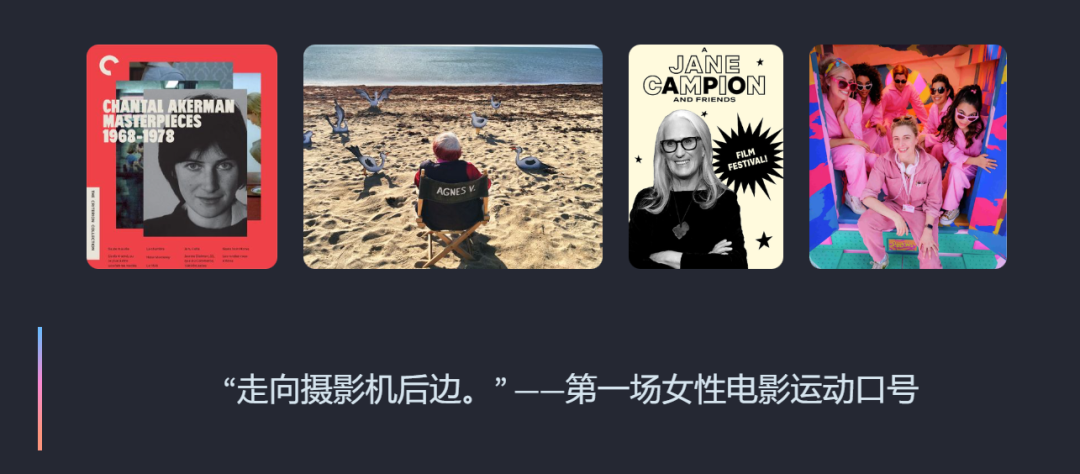 CHANTAL AKERMAN
MASTERPIECES
1968-1978
THE CRITERION COLLECTION
AGNES V.
A
JANE
CAMPION
AND FRIENDS
FILM
FESTIVAL!
“走向摄影机后边。” ——第一场女性电影运动口号